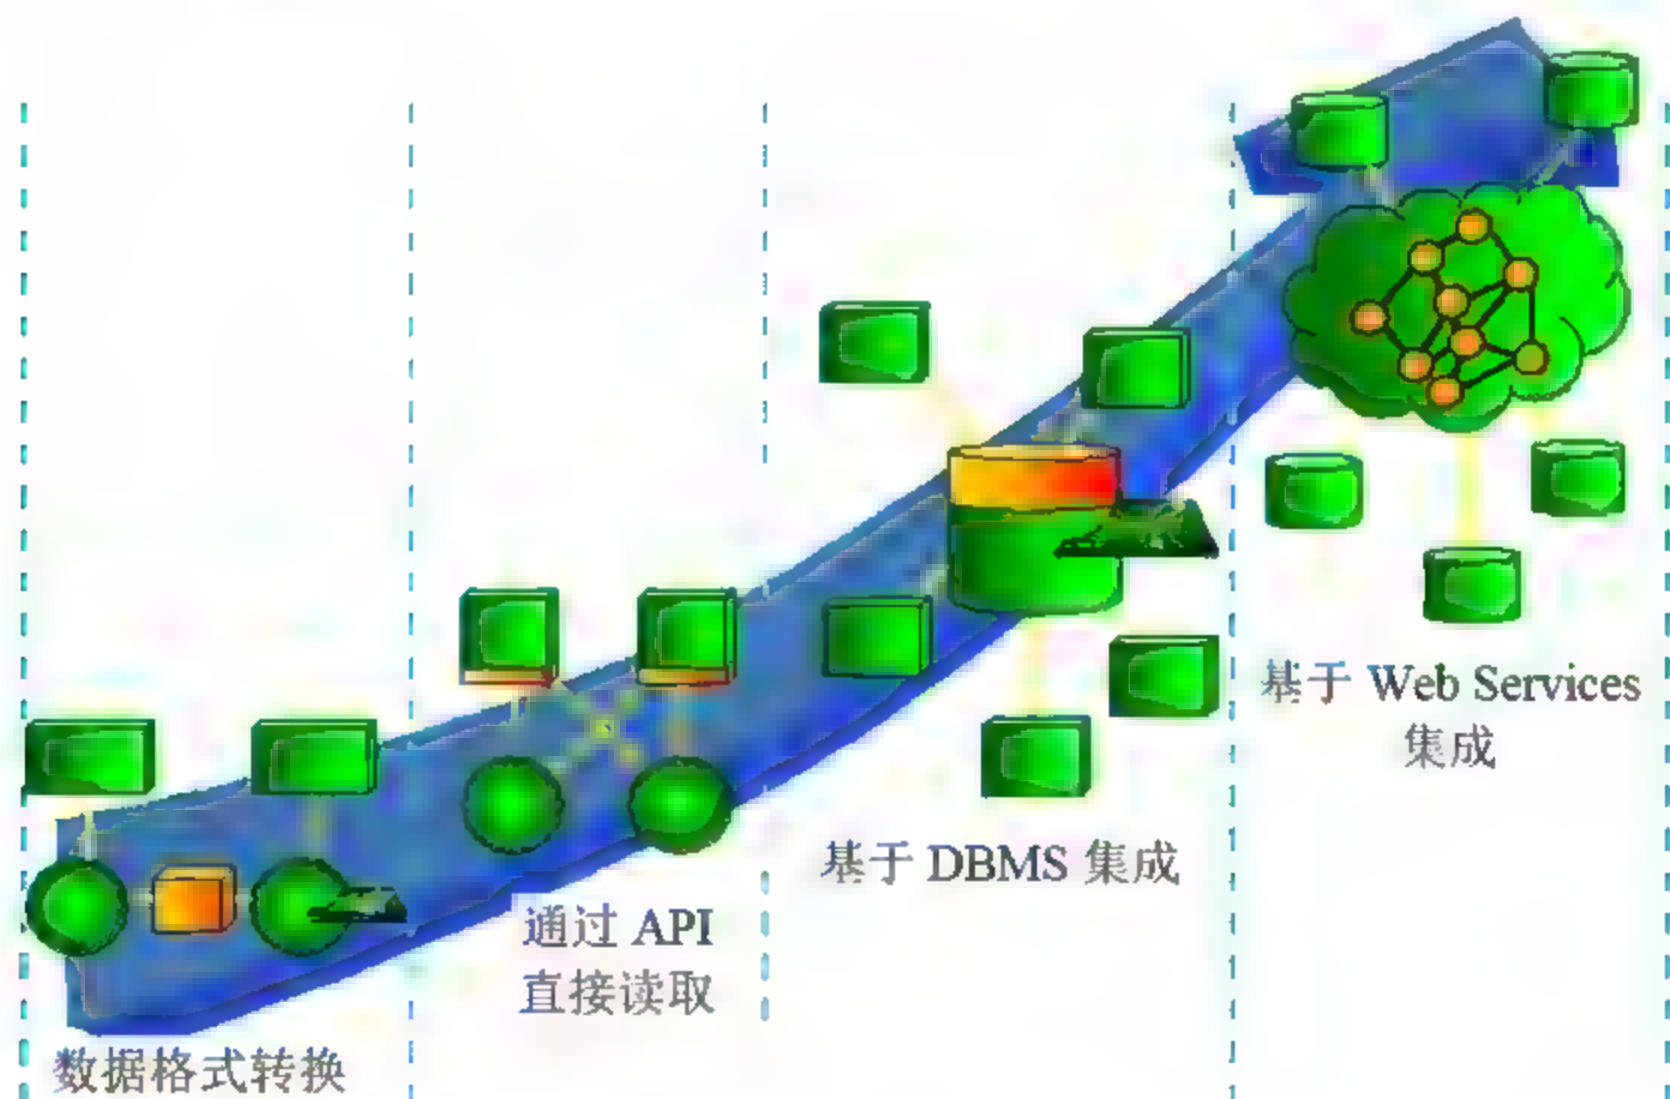 数据格式转换
通过 API
直接读取
基于 DBMS 集成
基于 Web Services
集成